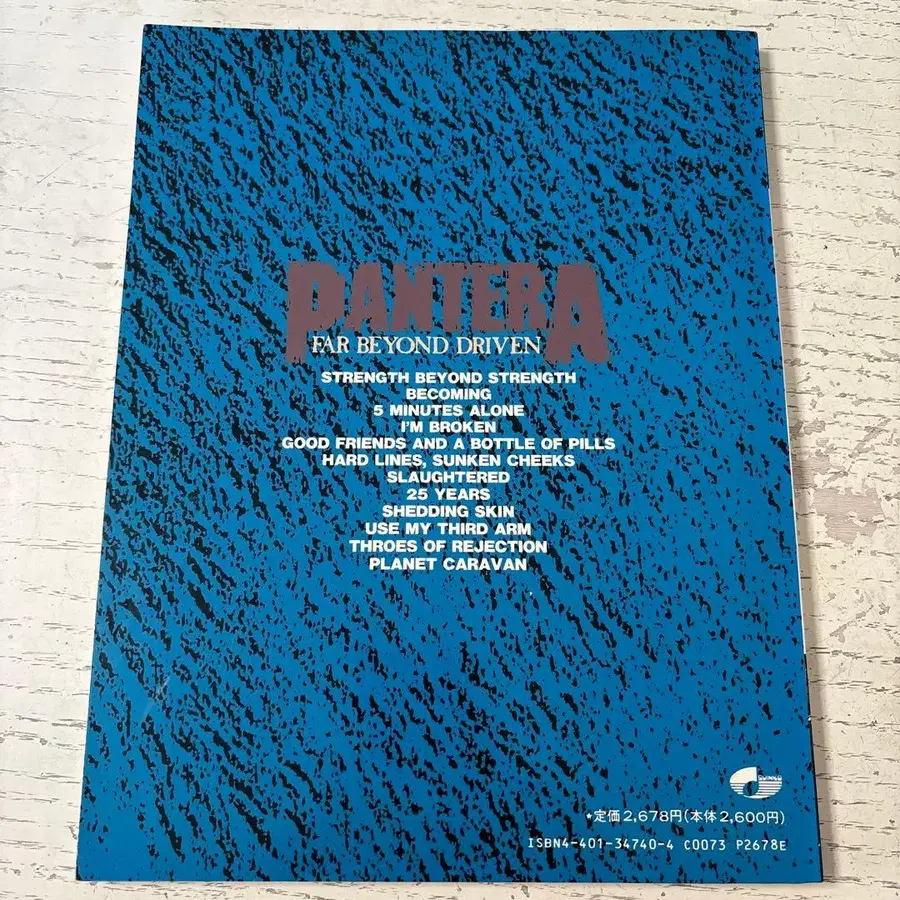 PANTERA
FAR BEYOND DRIVEN
STRENGTH BEYOND STRENGTH
BECOMING
5 MINUTES ALONE
I'M BROKEN
GOOD FRIENDS AND A BOTTLE OF PILLS
HARD LINES, SUNKEN CHEEKS
SLAUGHTERED
25 YEARS
SHEDDING SKIN
USE MY THIRD ARM
THROES OF REJECTION
PLANET CARAVAN
*定価2,678円(本体2,600円)
ISBN4-401-34740-4 C0073 P2678E